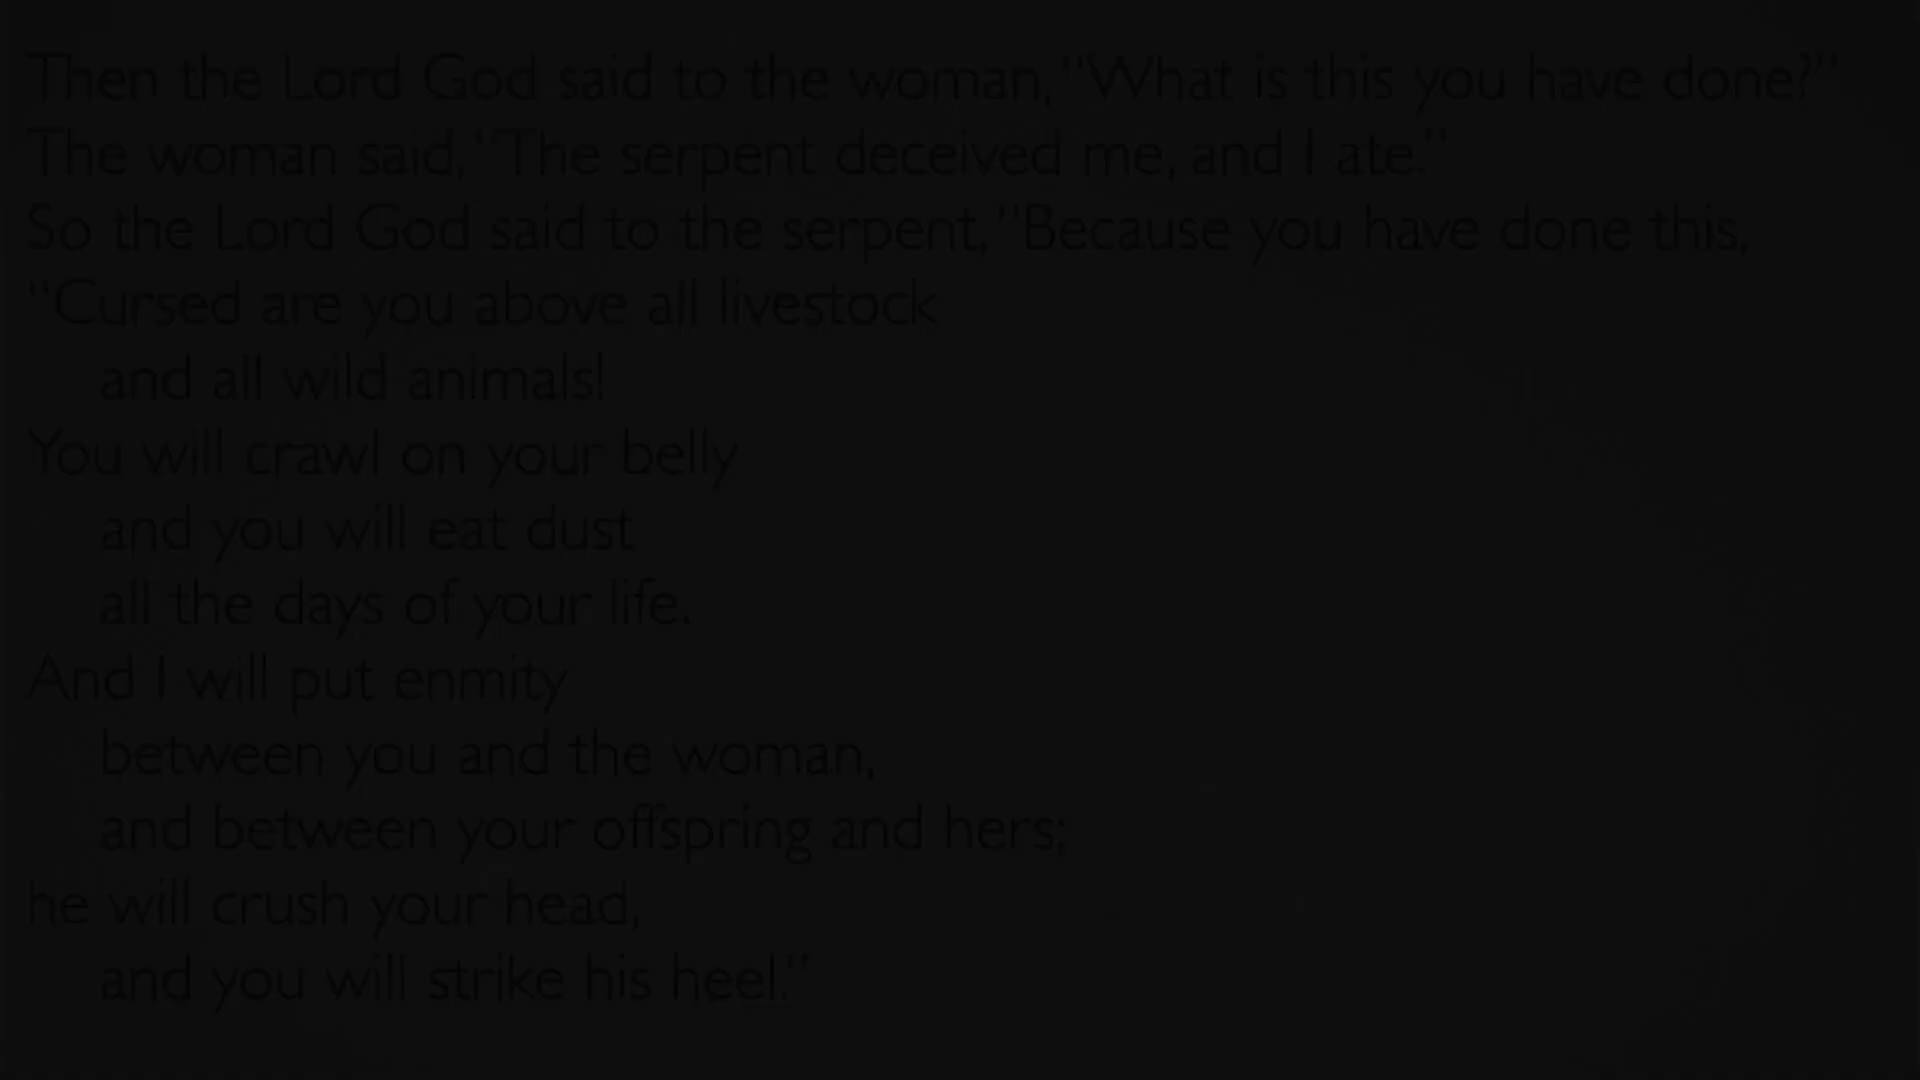 Then the Lord God said to the woman, “What is this you have done?”
The woman said, “The serpent deceived me, and I ate.”
So the Lord God said to the serpent, “Because you have done this,
“Cursed are you above all livestock
and all wild animals!
You will crawl on your belly
and you will eat dust
all the days of your life.
And I will put enmity
between you and the woman,
and between your offspring and hers;
he will crush your head,
and you will strike his heel.”